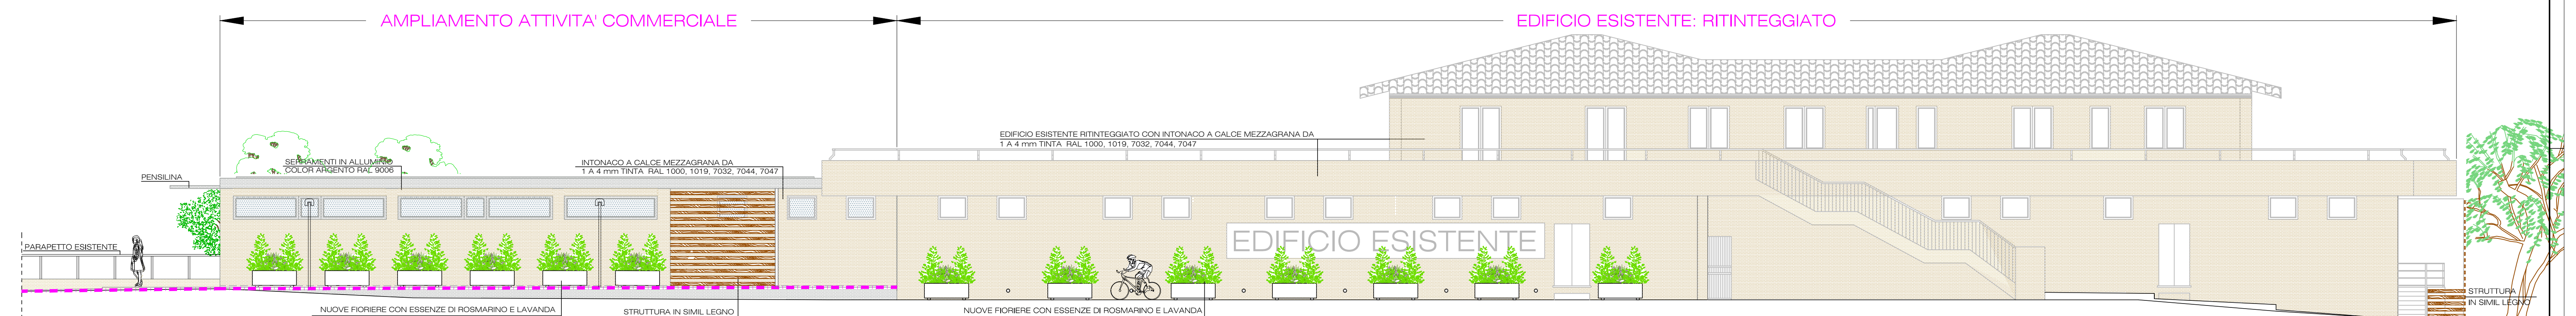 AMPLIAMENTO ATTIVITA' COMMERCIALE
EDIFICIO ESISTENTE: RITINTEGGIATO
EDIFICIO ESISTENTE RITINTEGGIATO CON INTONACO A CALCE MEZZAGRANA DA
1 A 4 mm TINTA RAL 1000, 1019, 7032, 7044, 7047
SERRAMENTI IN ALLUMINIO
COLOR ARGENTO RAL 9006
INTONACO A CALCE MEZZAGRANA DA
1 A 4 mm TINTA RAL 1000, 1019, 7032, 7044, 7047
PENSILINA
EDIFICIO ESISTENTE
PARAPETTO ESISTENTE
STRUTTURA
IN SIMIL LEGNO
NUOVE FIORIERE CON ESSENZE DI ROSMARINO E LAVANDA
STRUTTURA IN SIMIL LEGNO
NUOVE FIORIERE CON ESSENZE DI ROSMARINO E LAVANDA